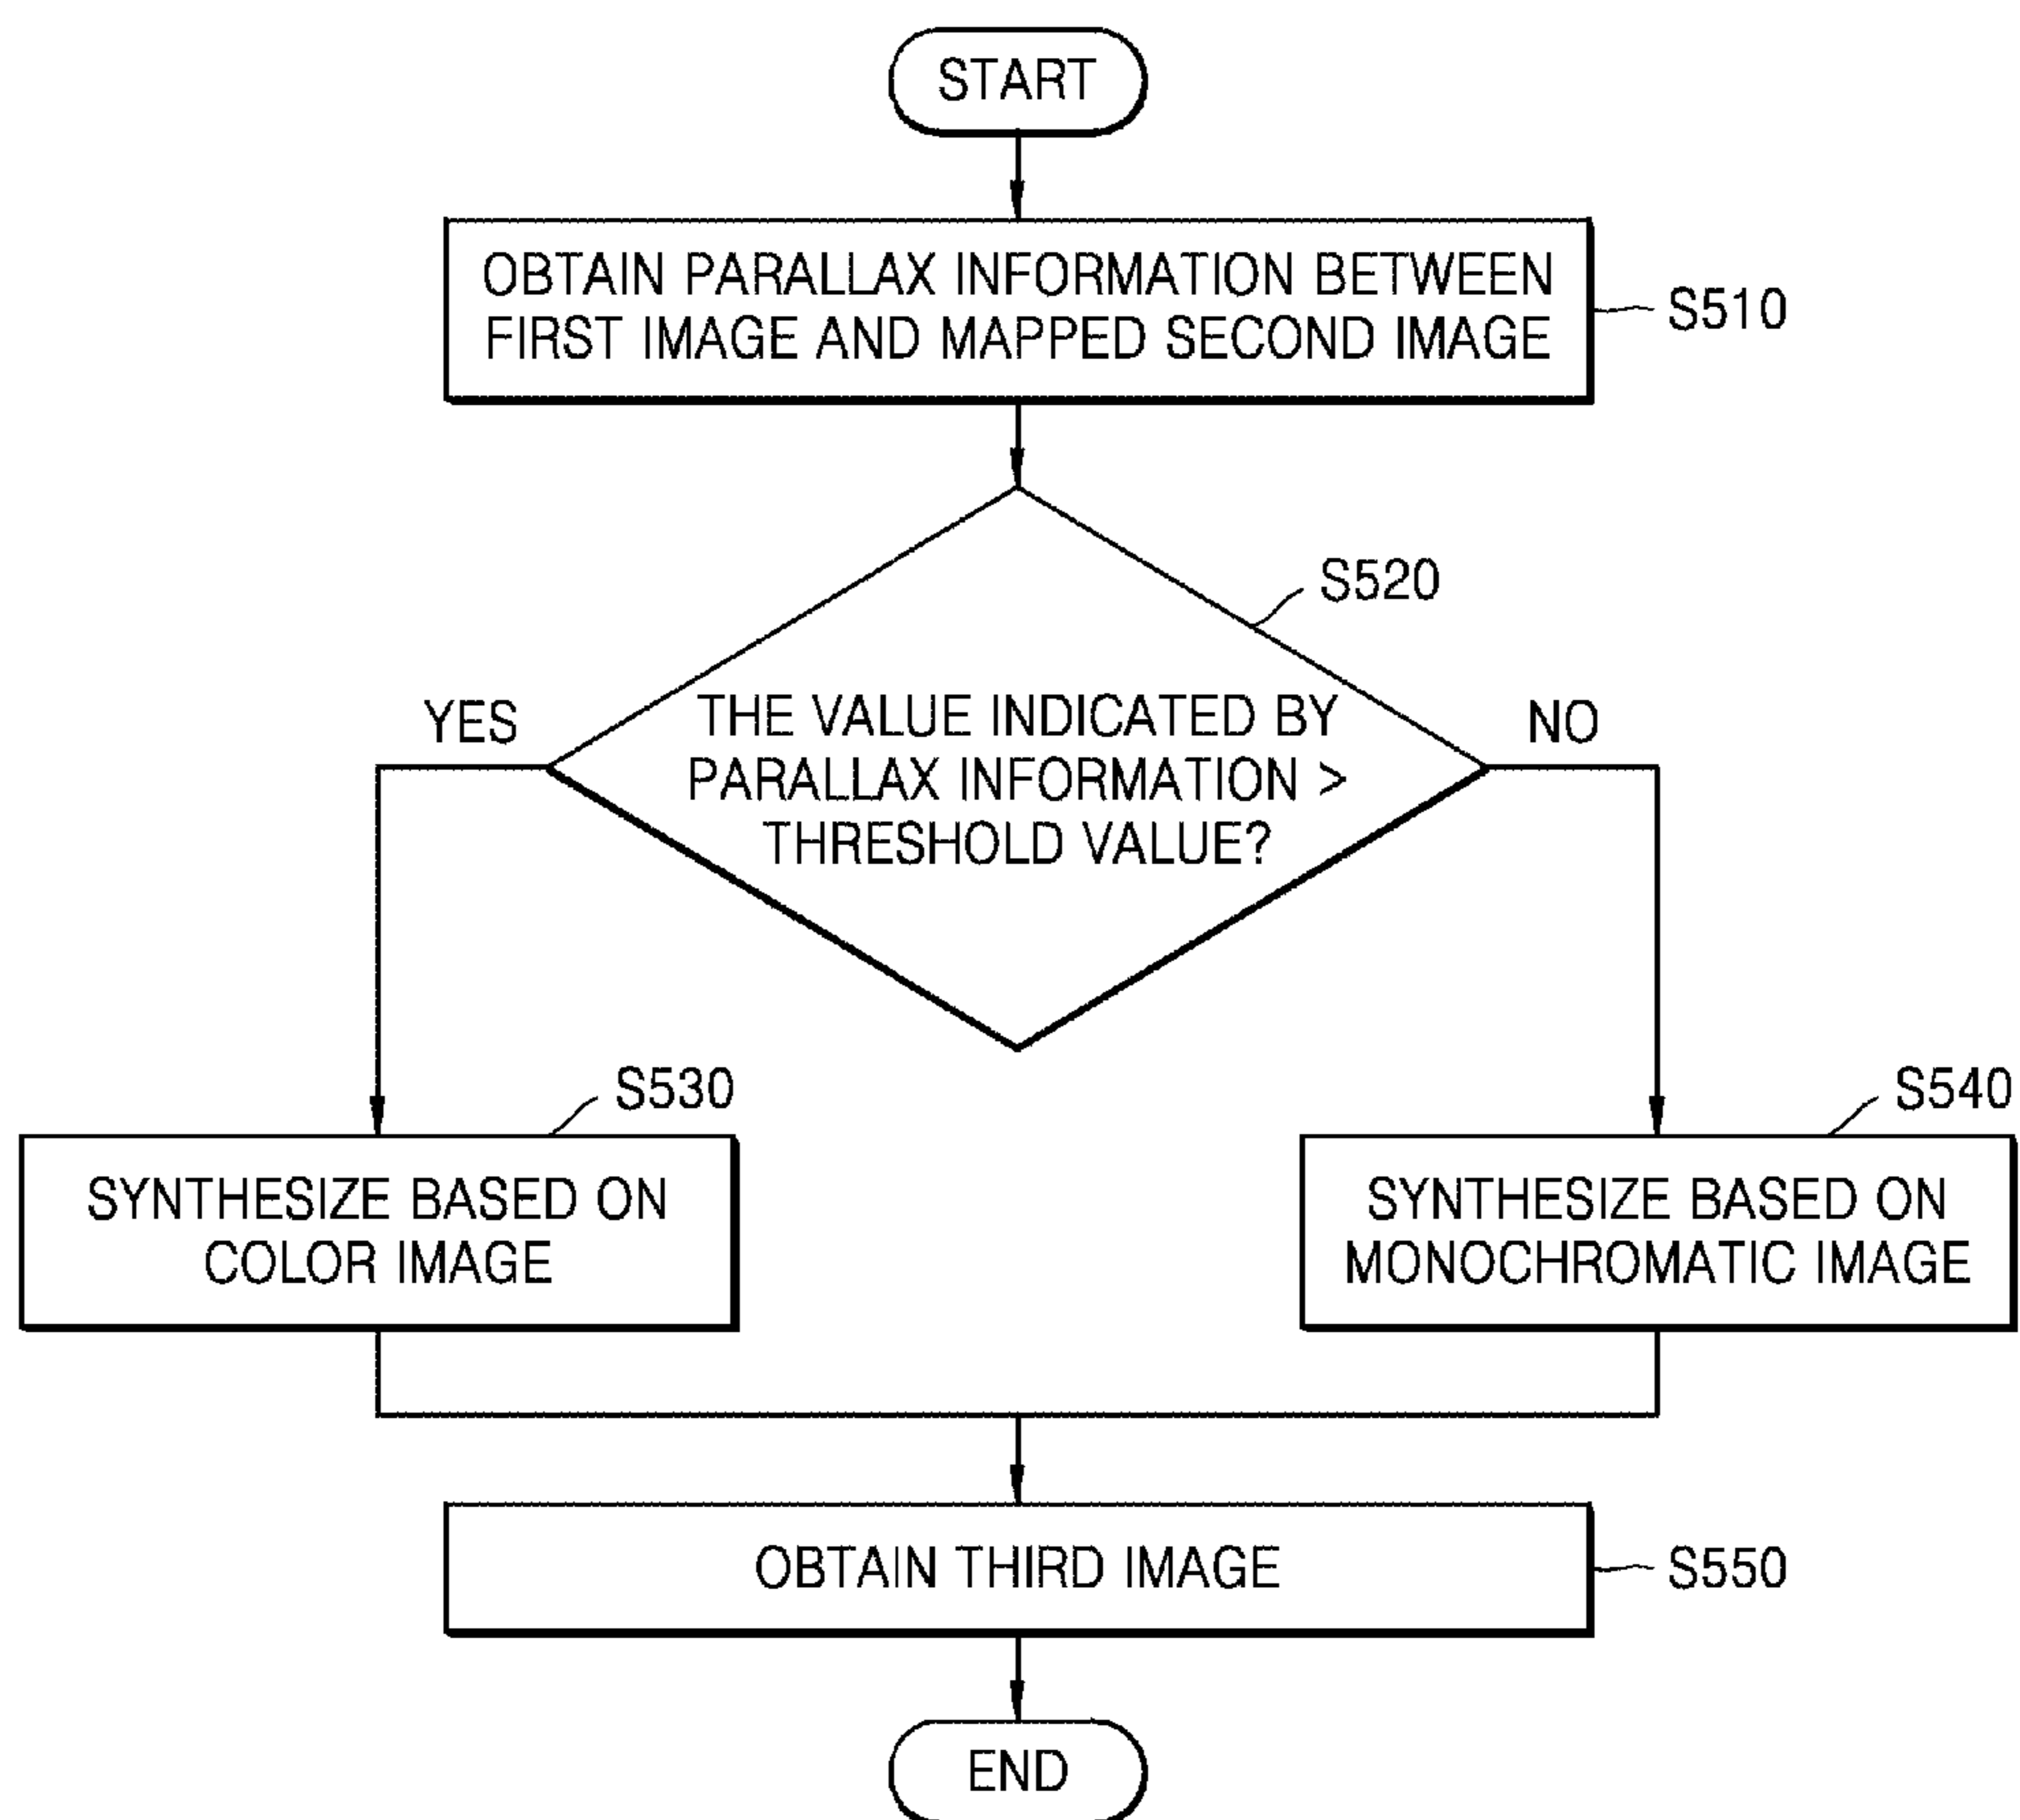 START
OBTAIN PARALLAX INFORMATION BETWEEN
FIRST IMAGE AND MAPPED SECOND IMAGE
S510
S520
THE VALUE INDICATED BY
PARALLAX INFORMATION >
THRESHOLD VALUE?
YES
NO
S530
SYNTHESIZE BASED ON
COLOR IMAGE
S540
SYNTHESIZE BASED ON
MONOCHROMATIC IMAGE
OBTAIN THIRD IMAGE
S550
END